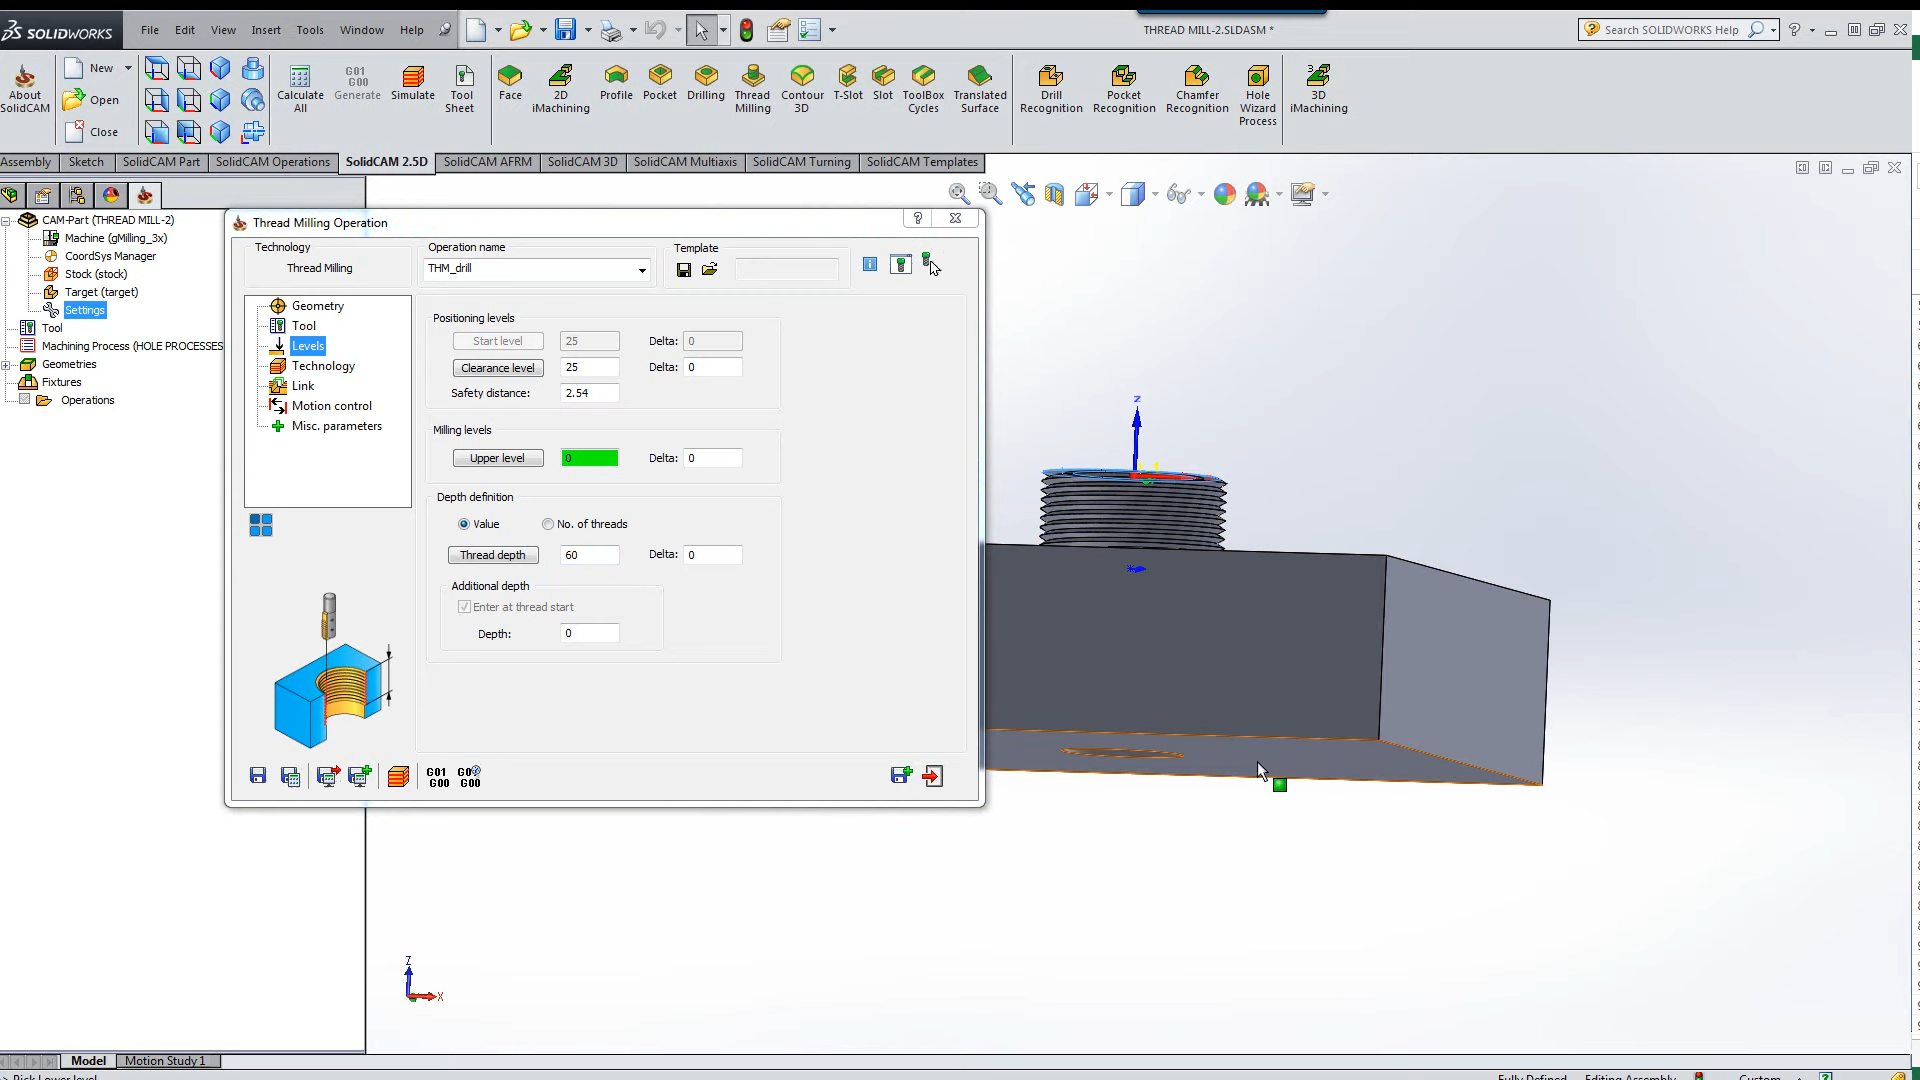 SOLIDWORKS
File Edit View Insert Tools Window Help
THREAD MILL-2.SLDASM *
Search SOLIDWORKS Help
About SolidCAM
New
Open
Close
Calculate All
G01 G00 Generate
Simulate
Tool Sheet
Face
2D iMachining
Profile
Pocket
Drilling
Thread Milling
Contour 3D
T-Slot
Slot
ToolBox Cycles
Translated Surface
Drill Recognition
Pocket Recognition
Chamfer Recognition
Hole Wizard Process
3D iMachining
Assembly Sketch SolidCAM Part SolidCAM Operations SolidCAM 2.5D SolidCAM AFRM SolidCAM 3D SolidCAM Multiaxis SolidCAM Turning SolidCAM Templates
CAM-Part (THREAD MILL-2)
Machine (gMilling_3x)
CoordSys Manager
Stock (stock)
Target (target)
Settings
Tool
Machining Process (HOLE PROCESSES
Geometries
Fixtures
Operations
Thread Milling Operation
Technology
Thread Milling
Operation name
THM_drill
Template
Geometry
Tool
Levels
Technology
Link
Motion control
Misc. parameters
Positioning levels
Start level 25 Delta: 0
Clearance level 25 Delta: 0
Safety distance: 2.54
Milling levels
Upper level 0 Delta: 0
Depth definition
Value No. of threads
Thread depth 60 Delta: 0
Additional depth
Enter at thread start
Depth: 0
G01 G00
Z
Z
X
Model Motion Study 1
Pick Lower level
Fully Defined Editing Assembly Custom